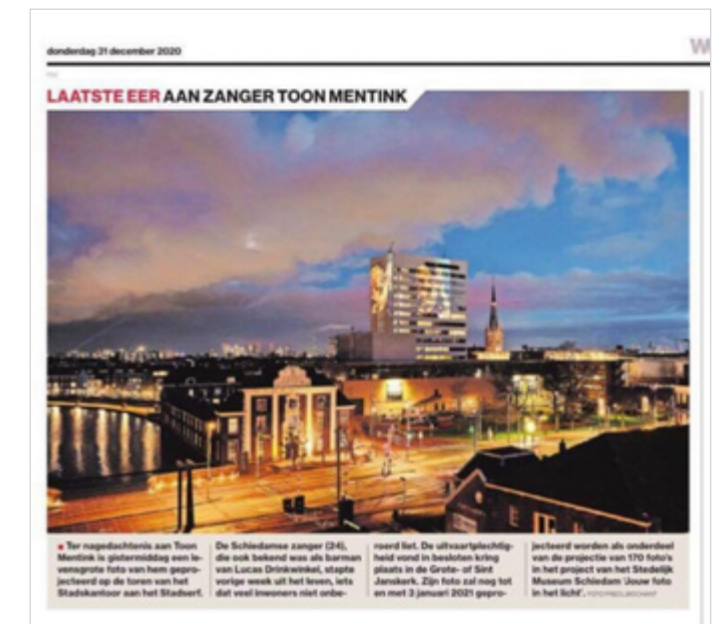 donderdag 31 december 2020
W
LAATSTE EER AAN ZANGER TOON MENTINK
Ter nagedachtenis aan Toon
Mentink is gistermiddag een le-
vensgrote foto van hem gepro-
jecteerd op de toren van het
Stadskantoor aan het Stadserf.
De Schiedamse zanger (24),
die ook bekend was als barman
van Lucas Drinkwinkel, stapte
vorige week uit het leven, iets
dat veel inwoners niet onbe-
roerd liet. De uitvaartplechtig-
heid vond in besloten kring
plaats in de Grote- of Sint
Janskerk. Zijn foto zal nog tot
en met 3 januari 2021 gepro-
jecteerd worden als onderdeel
van de projectie van 170 foto's
in het project van het Stedelijk
Museum Schiedam 'Jouw foto
in het licht'.